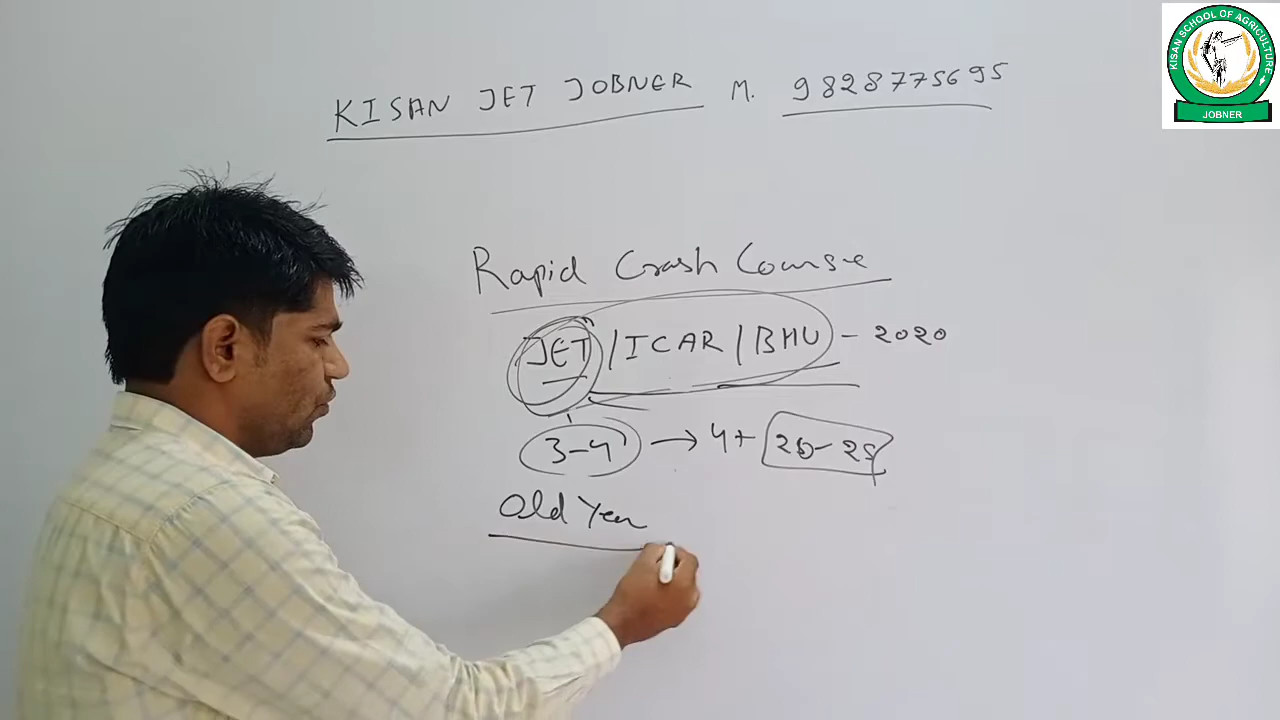 KISAN JET JOBNER M. 9828775695
KISAN SCHOOL OF AGRICULTURE,
JOBNER
Rapid Crash Course
JET / ICAR / BHU - 2020
3-4 → 4+ 20-25
Old Year